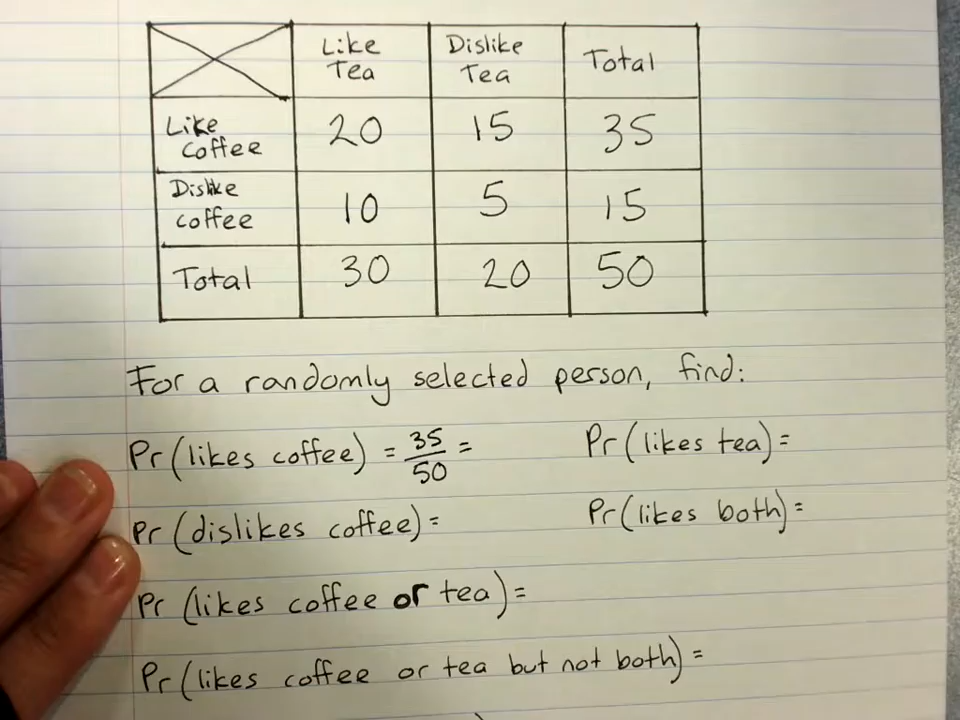 Like Tea Dislike Tea Total
Like coffee 20 15 35
Dislike coffee 10 5 15
Total 30 20 50
For a randomly selected person, find:
Pr(likes coffee) = 35/50 = Pr(likes tea) =
Pr(dislikes coffee) = Pr(likes both) =
Pr(likes coffee or tea) =
Pr(likes coffee or tea but not both) =